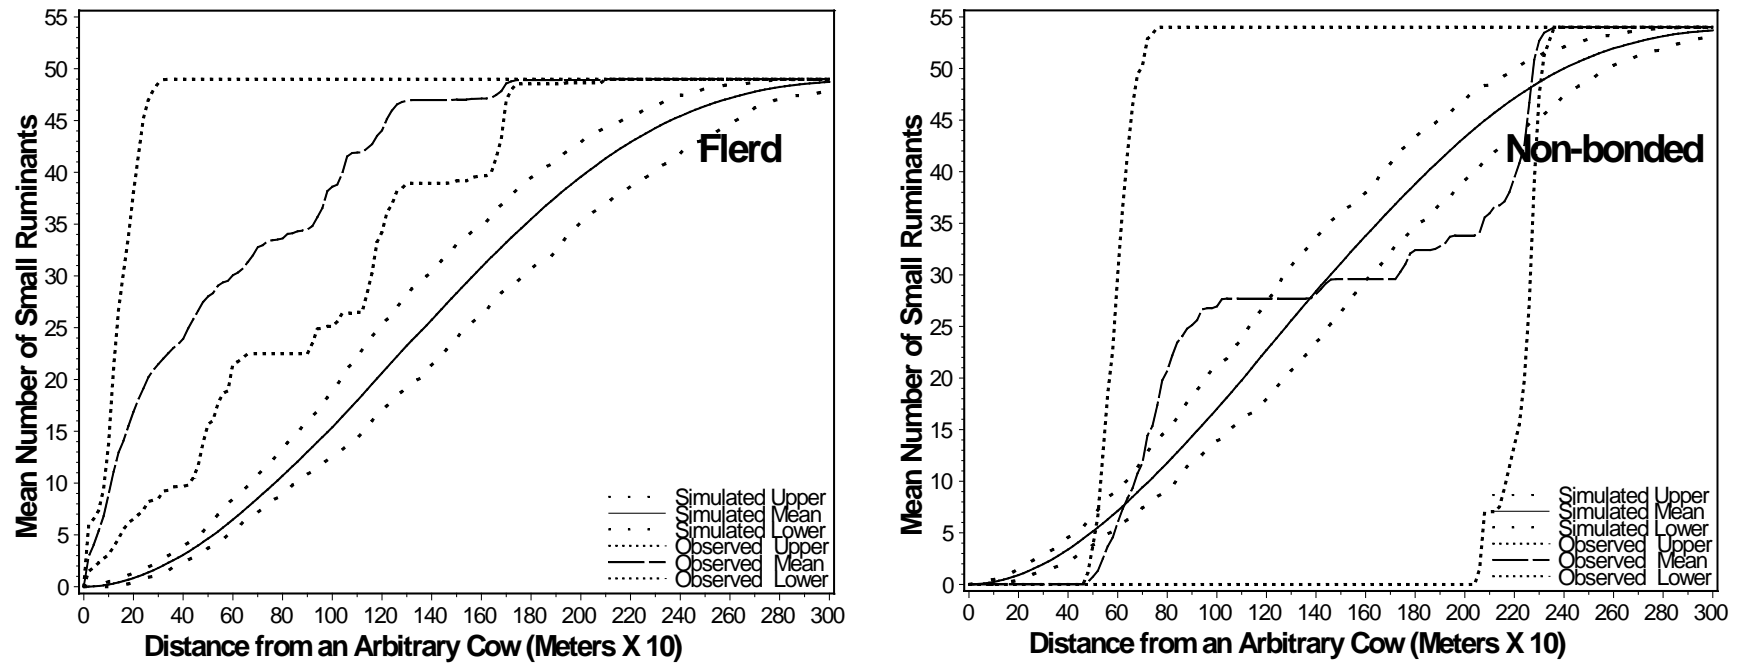 55
50
45
40
35
30
25
20
15
10
5
0
Mean Number of Small Ruminants
Flerd
Simulated Upper
Simulated Mean
Simulated Lower
Observed Upper
Observed Mean
Observed Lower
0 20 40 60 80 100 120 140 160 180 200 220 240 260 280 300
Distance from an Arbitrary Cow (Meters X 10)
55
50
45
40
35
30
25
20
15
10
5
0
Mean Number of Small Ruminants
Non-bonded
Simulated Upper
Simulated Mean
Simulated Lower
Observed Upper
Observed Mean
Observed Lower
0 20 40 60 80 100 120 140 160 180 200 220 240 260 280 300
Distance from an Arbitrary Cow (Meters X 10)